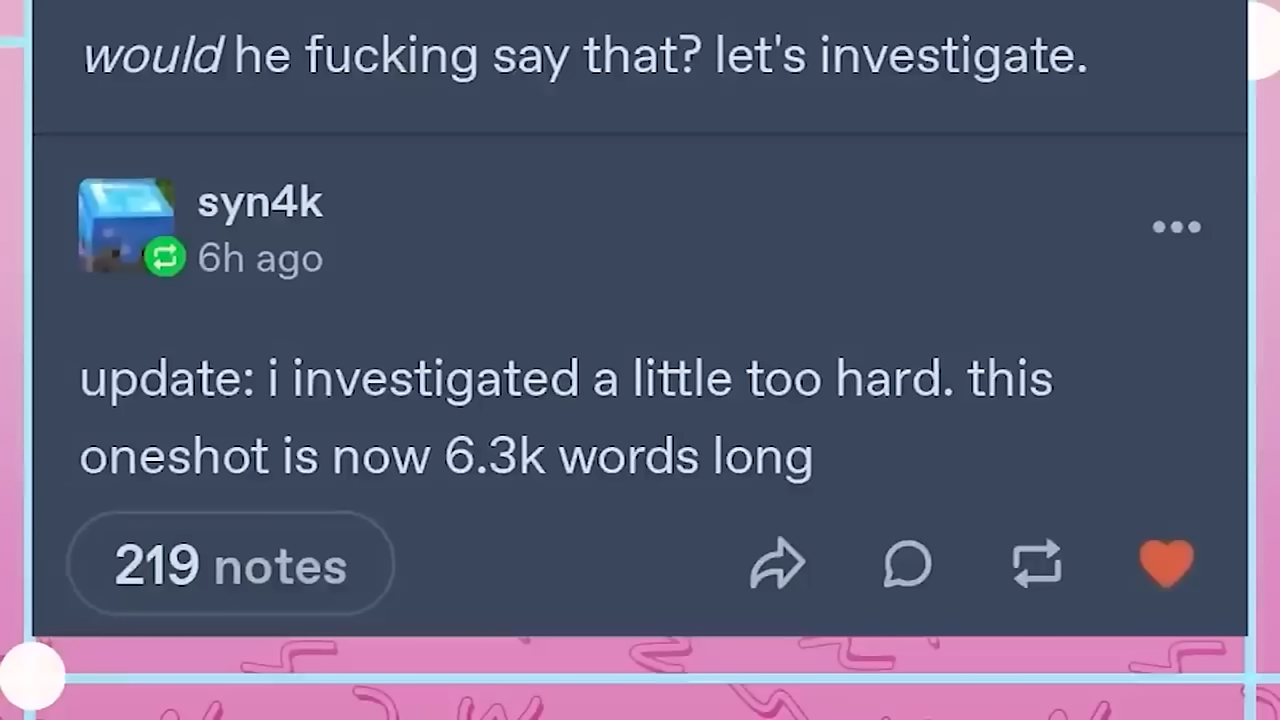 would he fucking say that? let's investigate.
syn4k
6h ago
update: i investigated a little too hard. this
oneshot is now 6.3k words long
219 notes